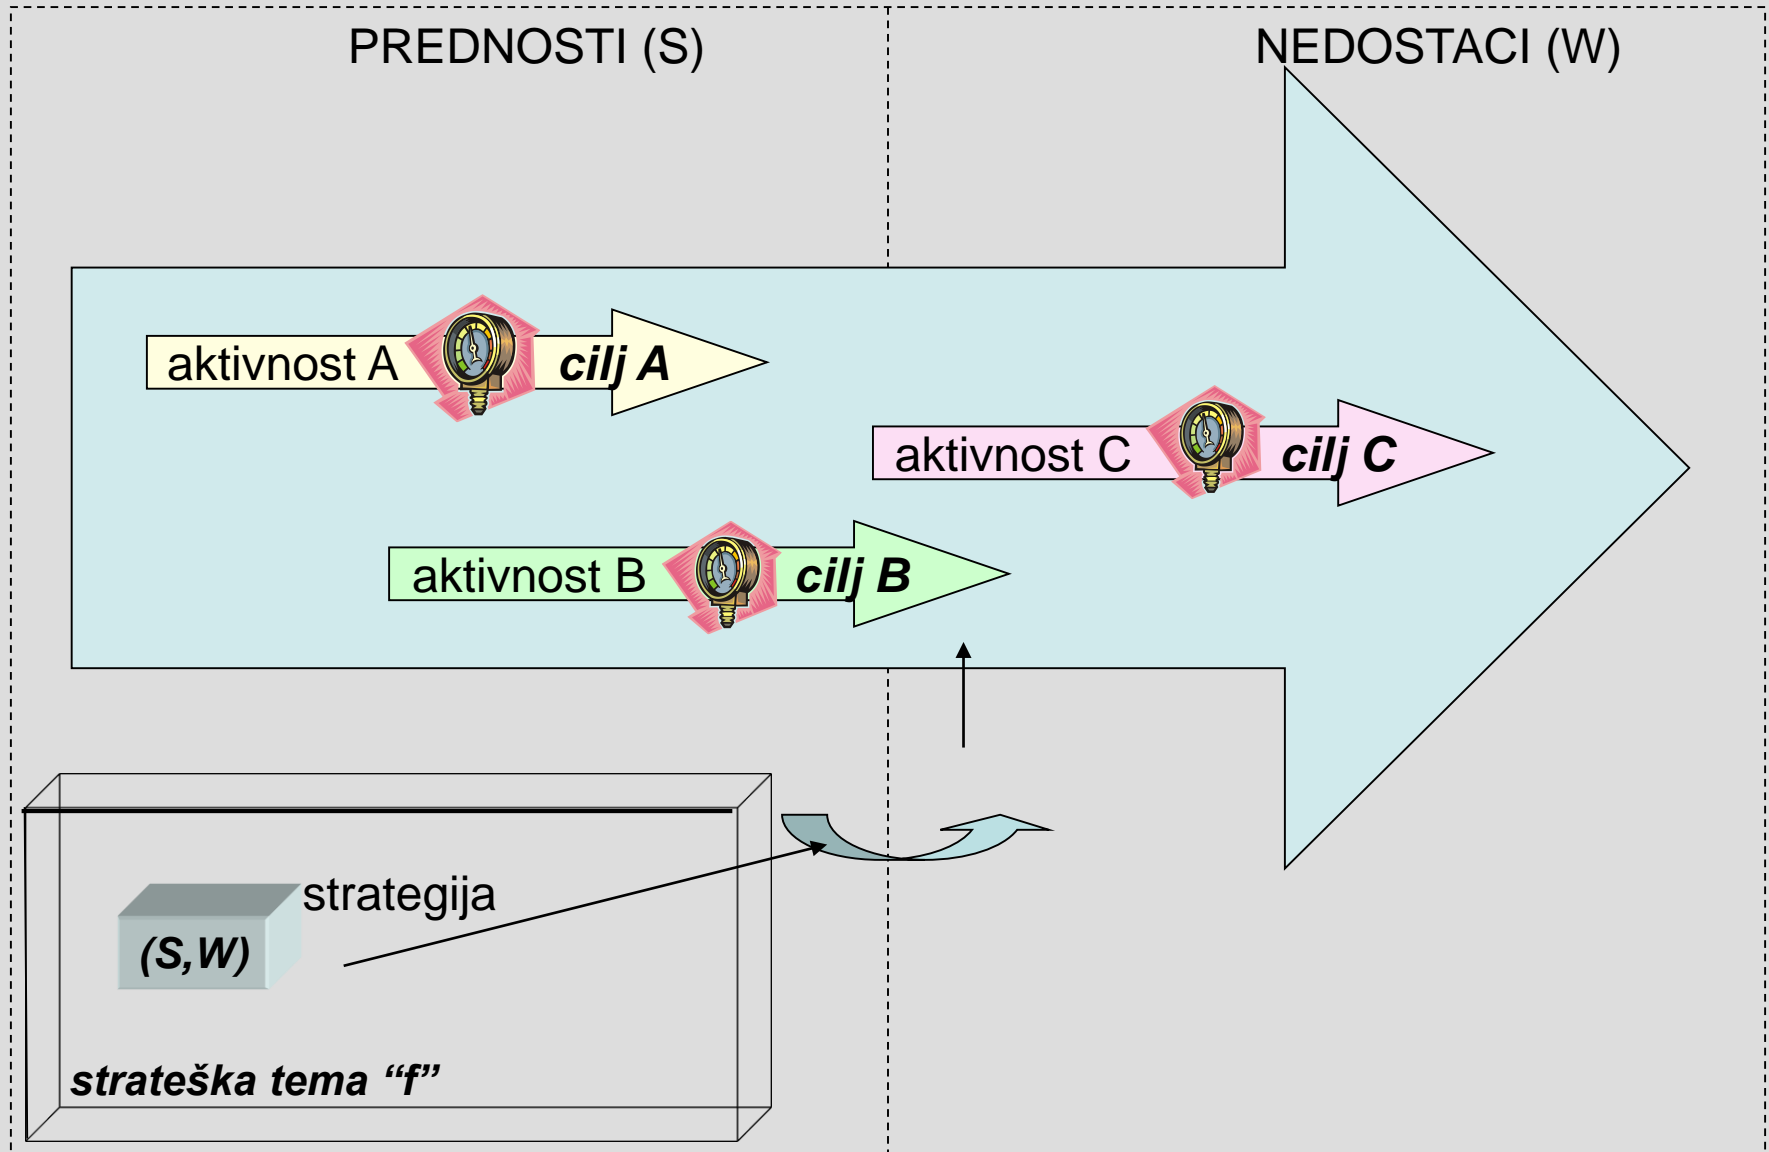 PREDNOSTI (S)
NEDOSTACI (W)
aktivnost A
cilj A
aktivnost C
cilj C
aktivnost B
cilj B
strategija
(S,W)
strateška tema “f”